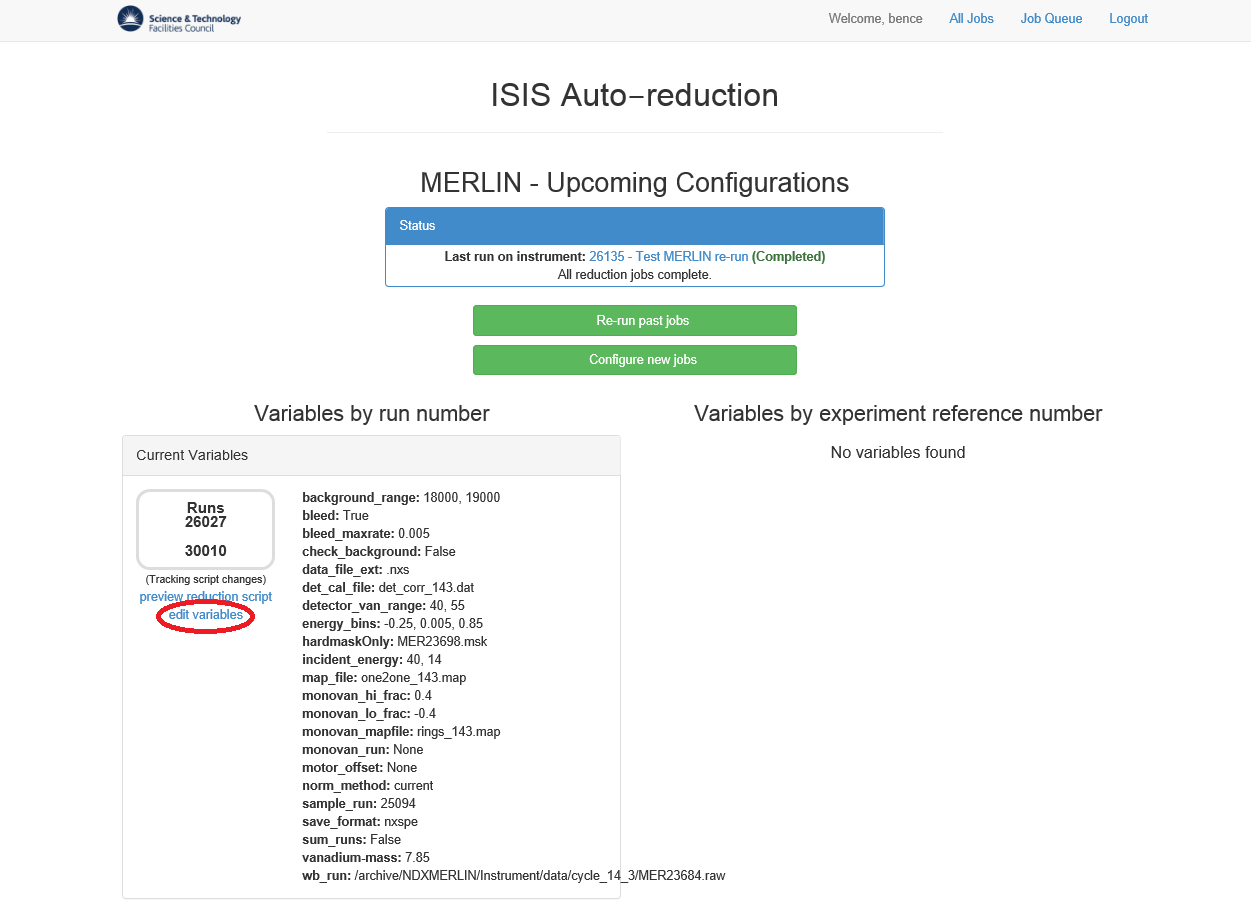 Science & Technology
Facilities Council
Welcome, bence
All Jobs
Job Queue
Logout
ISIS Auto-reduction
MERLIN - Upcoming Configurations
Status
Last run on instrument: 26135 - Test MERLIN re-run (Completed)
All reduction jobs complete.
Re-run past jobs
Configure new jobs
Variables by run number
Current Variables
Runs
26027
30010
(Tracking script changes)
preview reduction script
edit variables
background_range: 18000, 19000
bleed: True
bleed_maxrate: 0.005
check_background: False
data_file_ext: .nxs
det_cal_file: det_corr_143.dat
detector_van_range: 40, 55
energy_bins: -0.25, 0.005, 0.85
hardmaskOnly: MER23698.msk
incident_energy: 40, 14
map_file: one2one_143.map
monovan_hi_frac: 0.4
monovan_lo_frac: -0.4
monovan_mapfile: rings_143.map
monovan_run: None
motor_offset: None
norm_method: current
sample_run: 25094
save_format: nxspe
sum_runs: False
vanadium-mass: 7.85
wb_run: /archive/NDXMERLIN/Instrument/data/cycle_14_3/MER23684.raw
Variables by experiment reference number
No variables found